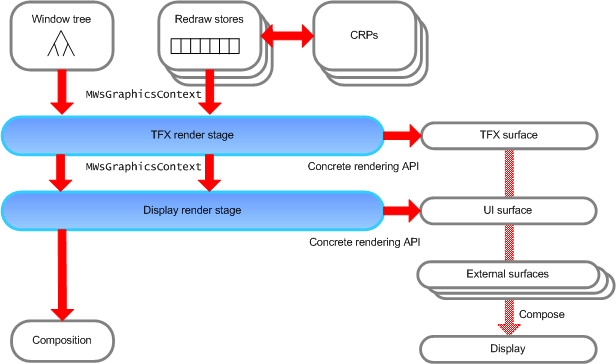 Window tree
Redraw stores
CRPs
MWsGraphicsContext
TFX render stage
TFX surface
MWsGraphicsContext
Concrete rendering API
Display render stage
UI surface
Concrete rendering API
External surfaces
Compose
Composition
Display